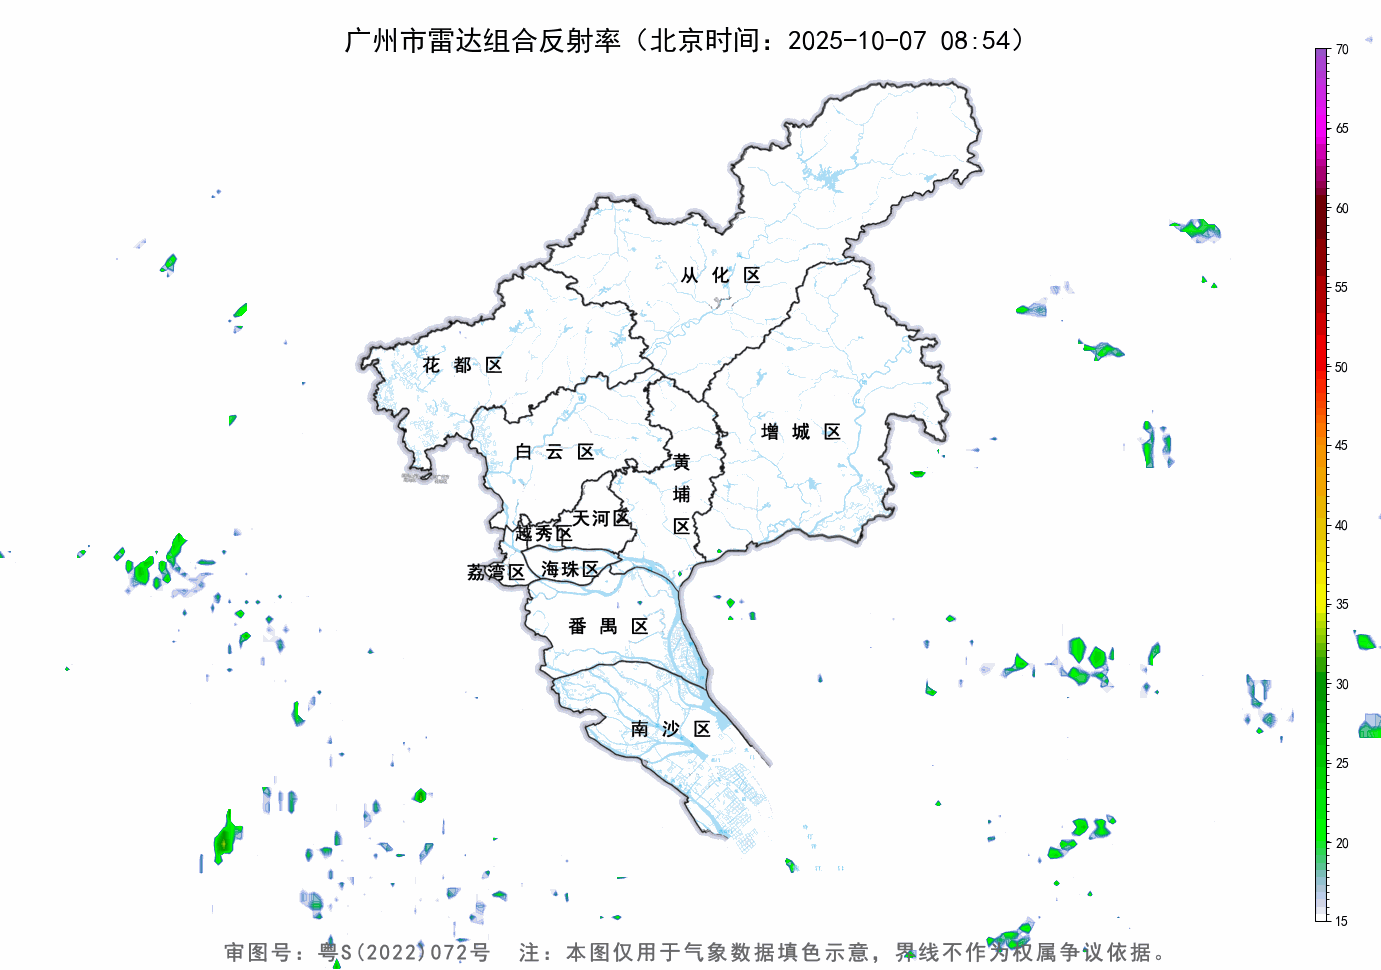 广州市雷达组合反射率（北京时间：2025-10-07 08:54）
70
65
60
55
50
45
40
35
30
25
20
15
从化区
花都区
增城区
白云区
黄埔区
天河区
越秀区
海珠区
荔湾区
番禺区
南沙区
审图号：粤S(2022)072号 注：本图仅用于气象数据填色示意，界线不作为权属争议依据。